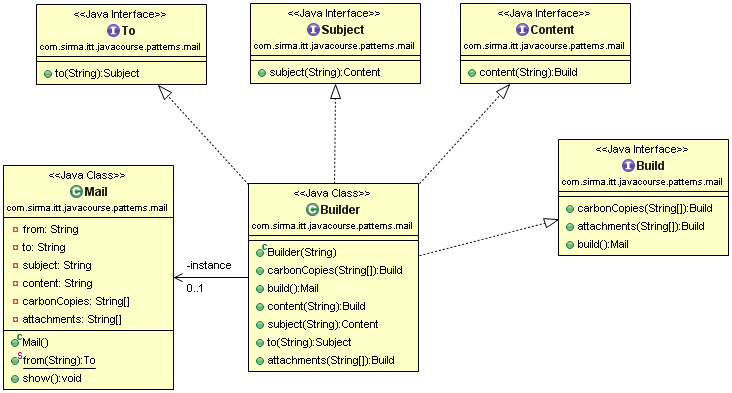 <<Java Interface>>
To
com.sirma.itt.javacourse.patterns.mail
to(String):Subject
<<Java Interface>>
Subject
com.sirma.itt.javacourse.patterns.mail
subject(String):Content
<<Java Interface>>
Content
com.sirma.itt.javacourse.patterns.mail
content(String):Build
<<Java Interface>>
Build
com.sirma.itt.javacourse.patterns.mail
carbonCopies(String[]):Build
attachments(String[]):Build
build():Mail
<<Java Class>>
Mail
com.sirma.itt.javacourse.patterns.mail
from: String
to: String
subject: String
content: String
carbonCopies: String[]
attachments: String[]
Mail()
from(String):To
show():void
-instance
0..1
<<Java Class>>
Builder
com.sirma.itt.javacourse.patterns.mail
Builder(String)
carbonCopies(String[]):Build
build():Mail
content(String):Build
subject(String):Content
to(String):Subject
attachments(String[]):Build